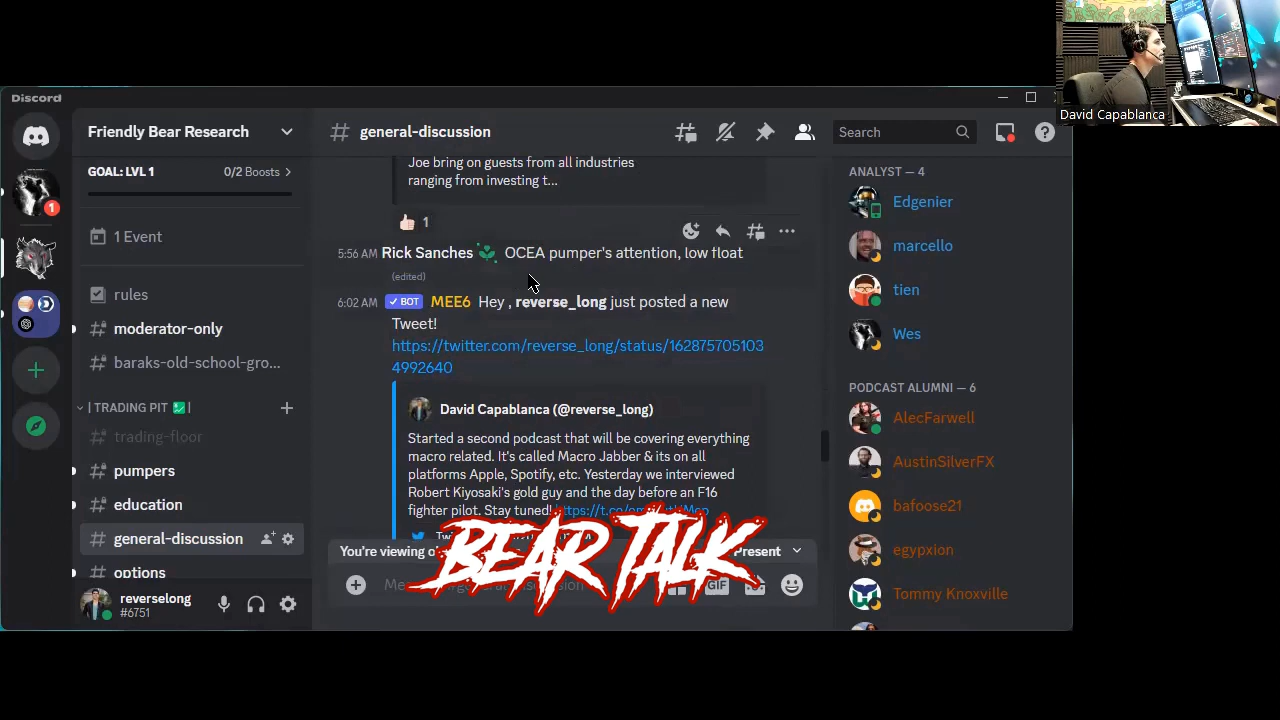 Discord
David Capablanca
Friendly Bear Research
general-discussion
Search
GOAL: LVL 1
0/2 Boosts
1 Event
rules
moderator-only
baraks-old-school-gro...
| TRADING PIT ✅ |
trading-floor
pumpers
education
general-discussion
options
reverselong
#6751
Joe bring on guests from all industries
ranging from investing t...
👍🏻 1
5:56 AM Rick Sanches OCEA pumper's attention, low float
(edited)
6:02 AM ✓ BOT MEE6 Hey , reverse_long just posted a new
Tweet!
https://twitter.com/reverse_long/status/162875705103
4992640
David Capablanca (@reverse_long)
Started a second podcast that will be covering everything
macro related. It's called Macro Jabber & its on all
platforms Apple, Spotify, etc. Yesterday we interviewed
Robert Kiyosaki's gold guy and the day before an F16
fighter pilot. Stay tuned!
You're viewing
Present
GIF
BEAR TALK
ANALYST — 4
Edgenier
marcello
tien
Wes
PODCAST ALUMNI — 6
AlecFarwell
AustinSilverFX
bafoose21
egypxion
Tommy Knoxville
1